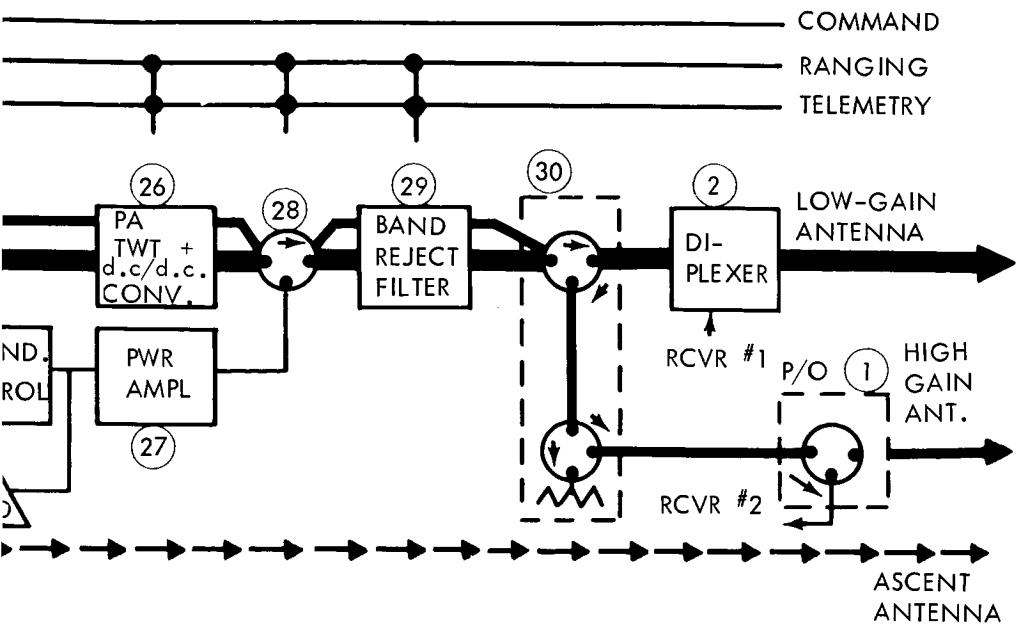 COMMAND
RANGING
TELEMETRY
26
28
29
30
2
PA
TWT +
d.c/d.c.
CONV.
BAND
REJECT
FILTER
DI-
PLEXER
LOW-GAIN
ANTENNA
ND.
ROL
PWR
AMPL
27
RCVR #1
P/O
1
HIGH
GAIN
ANT.
RCVR #2
ASCENT
ANTENNA